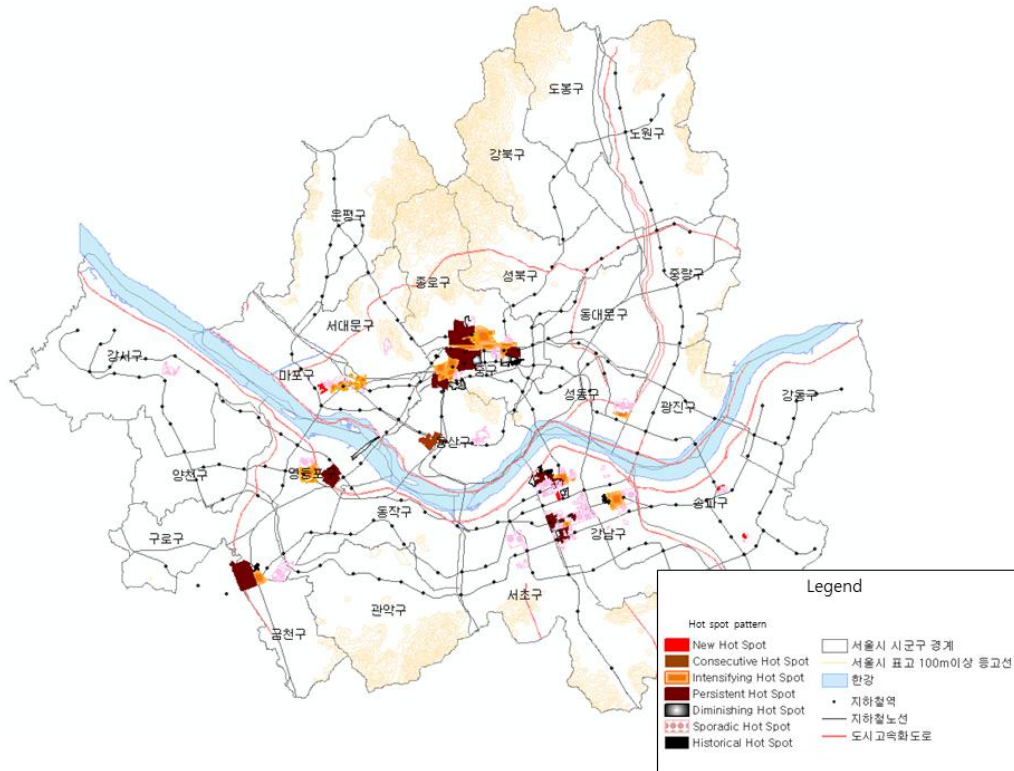 도봉구
노원구
강북구
은평구
종로구
성북구
중랑구
서대문구
동대문구
강서구
마포구
중구
성동구
광진구
강동구
용산구
양천구
영등포
송파구
동작구
구로구
강남구
서초구
관악구
금천구
Legend
Hot spot pattern
New Hot Spot
Consecutive Hot Spot
Intensifying Hot Spot
Persistent Hot Spot
Diminishing Hot Spot
Sporadic Hot Spot
Historical Hot Spot
서울시 시군구 경계
서울시 표고 100m이상 등고선
한강
지하철역
지하철노선
도시고속화도로